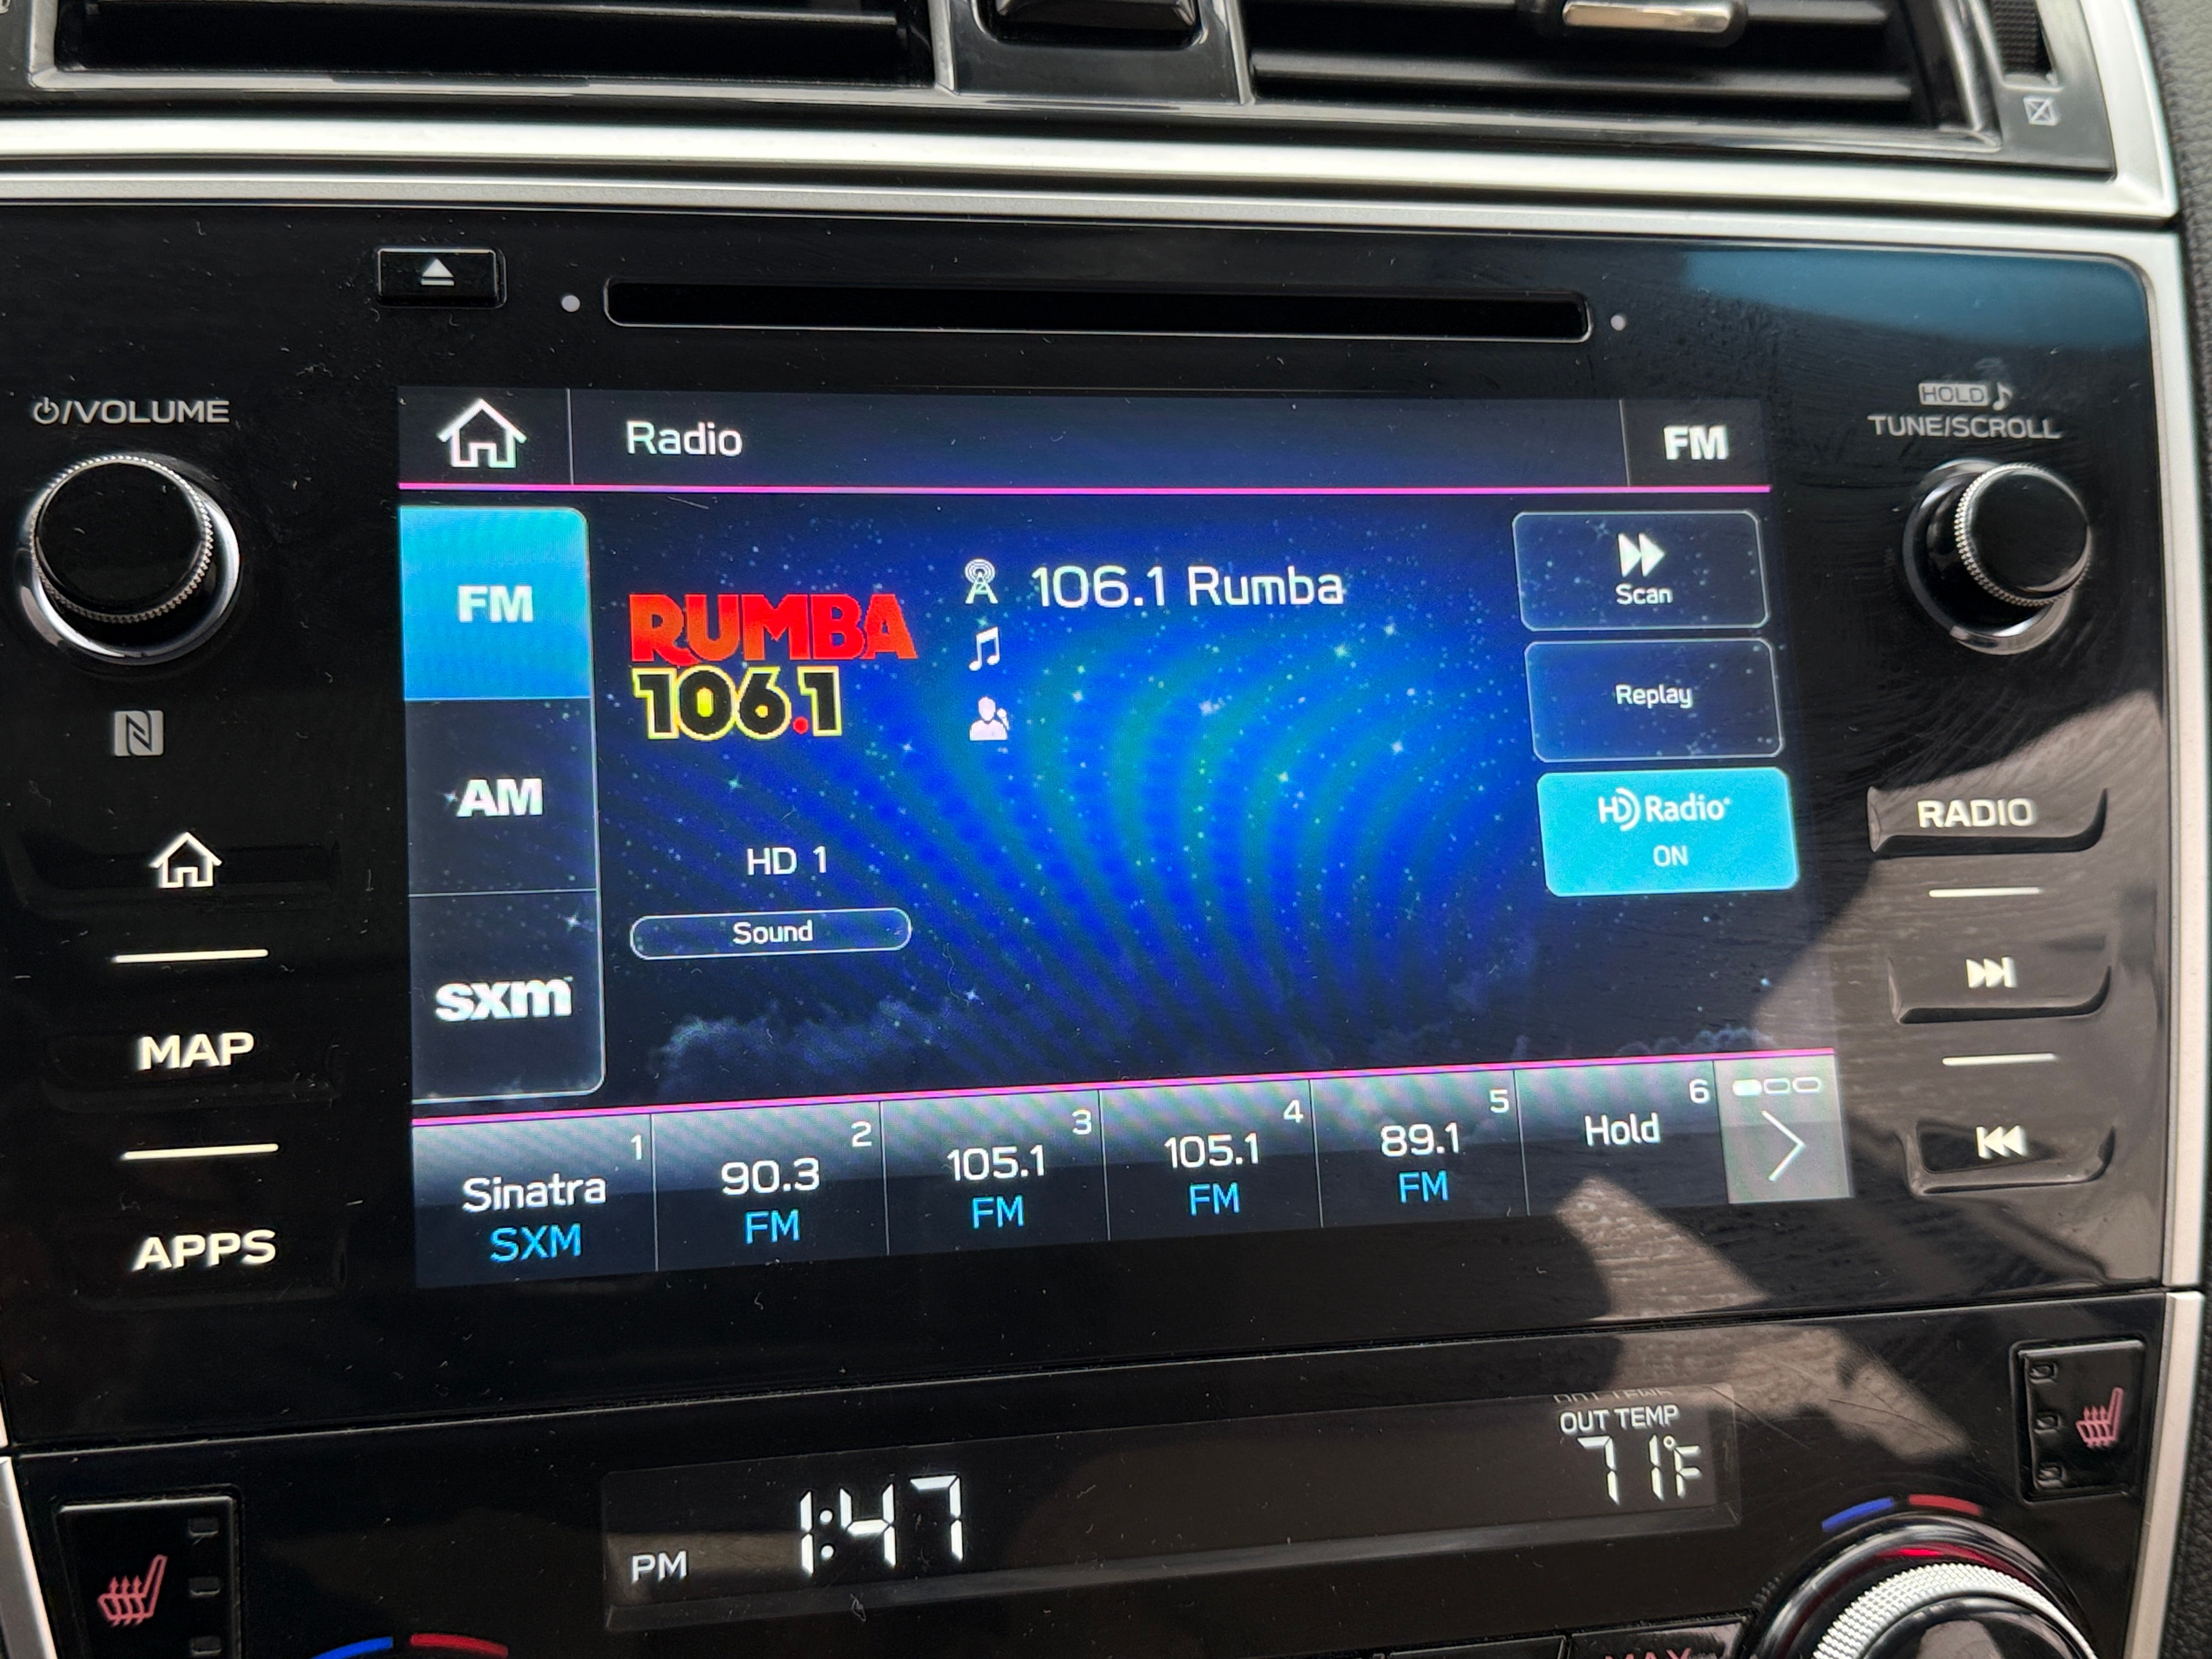 /VOLUME
HOLD
TUNE/SCROLL
Radio
FM
FM
AM
sxm
RUMBA
106.1
106.1 Rumba
HD 1
Sound
Scan
Replay
HD Radio
ON
1
Sinatra
SXM
2
90.3
FM
3
105.1
FM
4
105.1
FM
5
89.1
FM
6
Hold
MAP
APPS
RADIO
PM 1:47
OUT TEMP
71°F